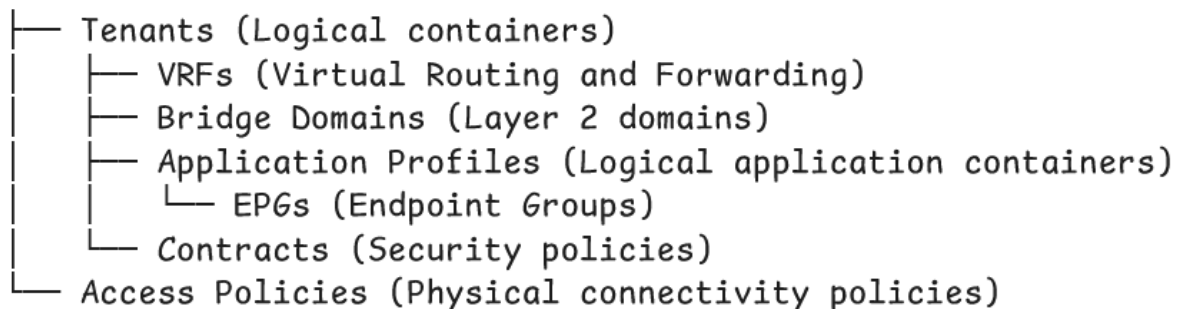 ├── Tenants (Logical containers)
│   ├── VRFs (Virtual Routing and Forwarding)
│   ├── Bridge Domains (Layer 2 domains)
│   ├── Application Profiles (Logical application containers)
│   │   └── EPGs (Endpoint Groups)
│   └── Contracts (Security policies)
└── Access Policies (Physical connectivity policies)